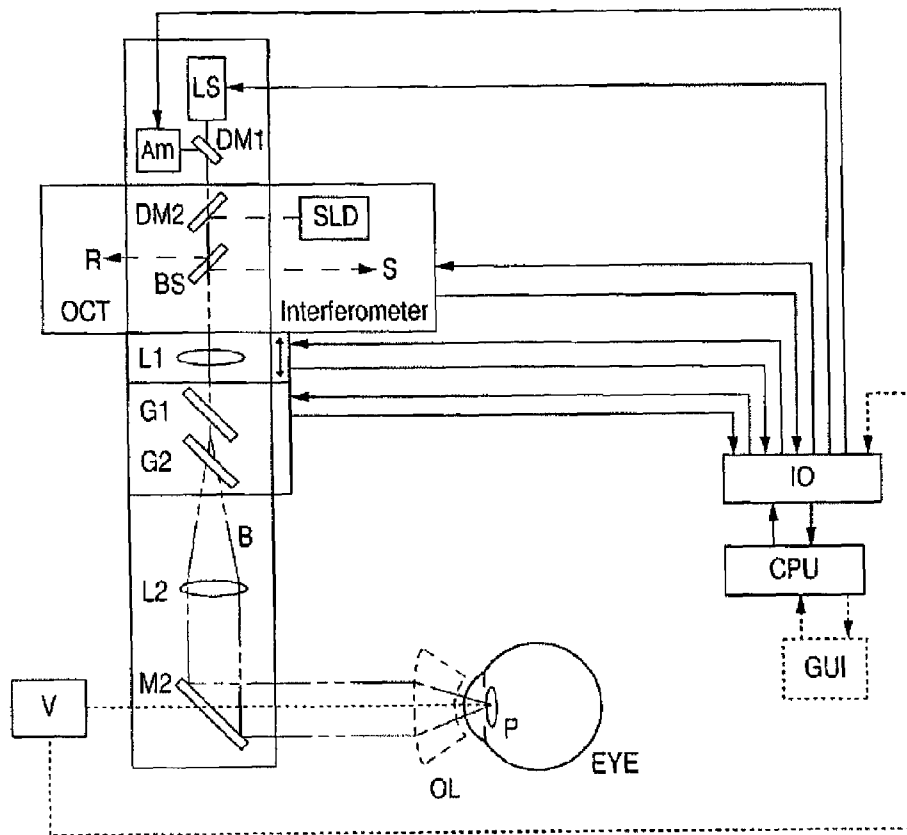 LS
Am
DM1
DM2
SLD
R
BS
S
OCT
Interferometer
L1
G1
G2
IO
B
CPU
L2
GUI
M2
V
P
EYE
OL